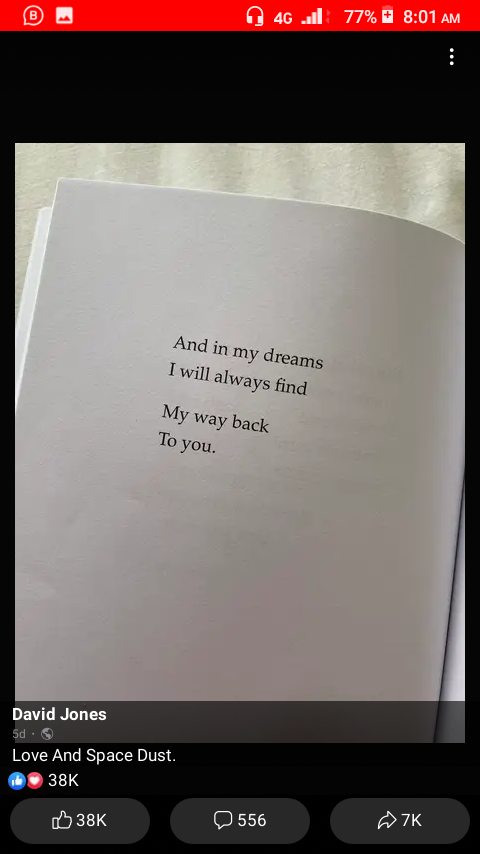 4G 77% 8:01 AM
And in my dreams
I will always find
My way back
To you.
David Jones
5d ·
Love And Space Dust.
38K
38K 556 7K